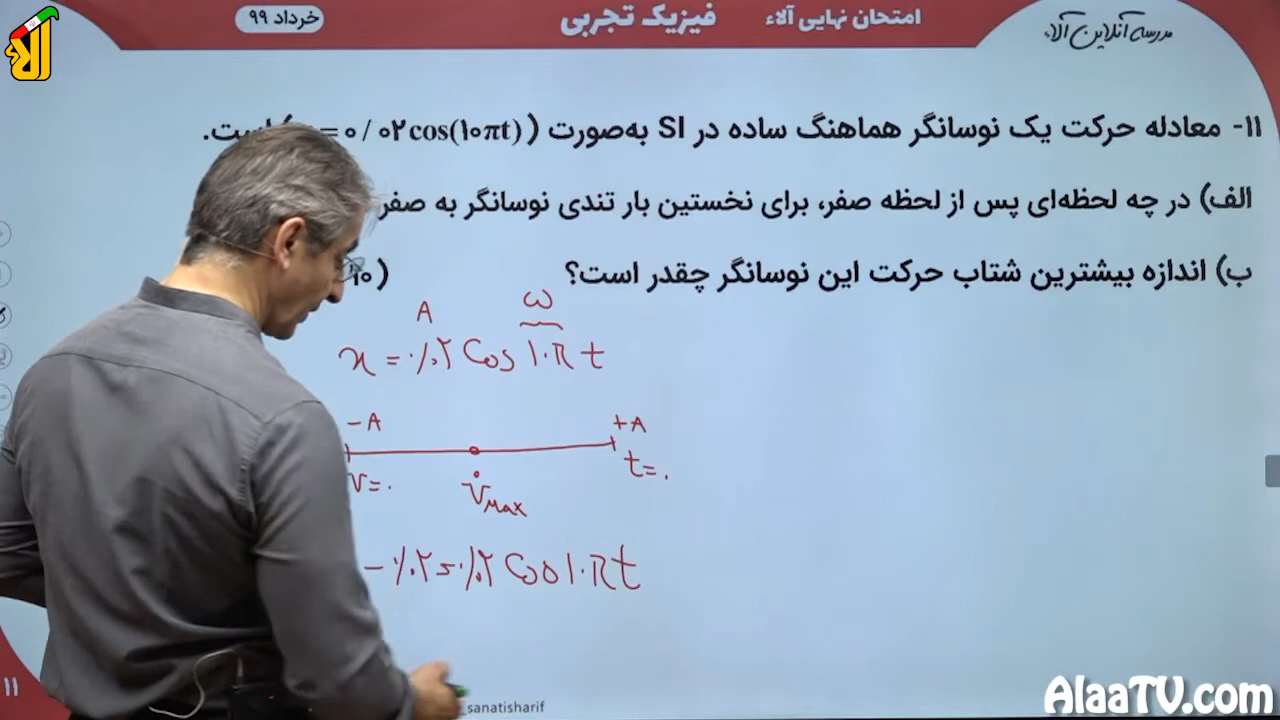 خرداد ۹۹
فیزیک تجربی
امتحان نهایی آلاء
مدرسه آنلاین آلاء
آلا
۱۱- معادله حرکت یک نوسانگر هماهنگ ساده در SI به‌صورت ( = ۰/۰۲cos(۱۰πt) است.
الف) در چه لحظه‌ای پس از لحظه صفر، برای نخستین بار تندی نوسانگر به صفر
ب) اندازه بیشترین شتاب حرکت این نوسانگر چقدر است؟ (
A ω
x = ۰/۰۲ Cos ۱۰π t
-A +A
v=۰ v Max t=۰
-۰/۰۲=۰/۰۲ Cos ۱۰πt
۱۱
sanatisharif
AlaaTV.com